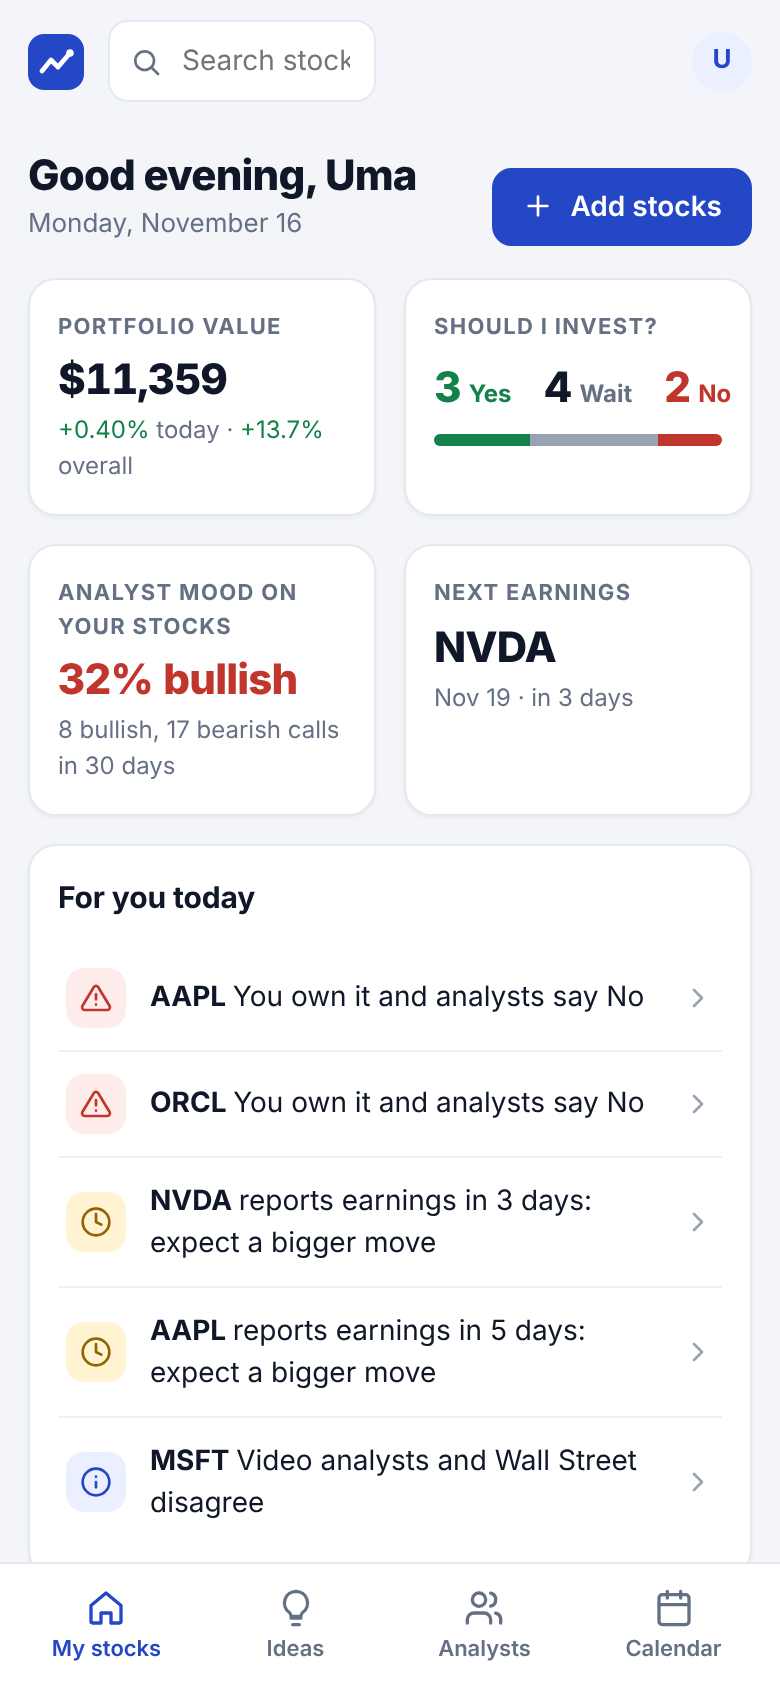 Search stock
U
Good evening, Uma
Monday, November 16
Add stocks
PORTFOLIO VALUE
$11,359
+0.40% today · +13.7%
overall
SHOULD I INVEST?
3 Yes 4 Wait 2 No
ANALYST MOOD ON
YOUR STOCKS
32% bullish
8 bullish, 17 bearish calls
in 30 days
NEXT EARNINGS
NVDA
Nov 19 · in 3 days
For you today
AAPL You own it and analysts say No
ORCL You own it and analysts say No
NVDA reports earnings in 3 days:
expect a bigger move
AAPL reports earnings in 5 days:
expect a bigger move
MSFT Video analysts and Wall Street
disagree
My stocks
Ideas
Analysts
Calendar